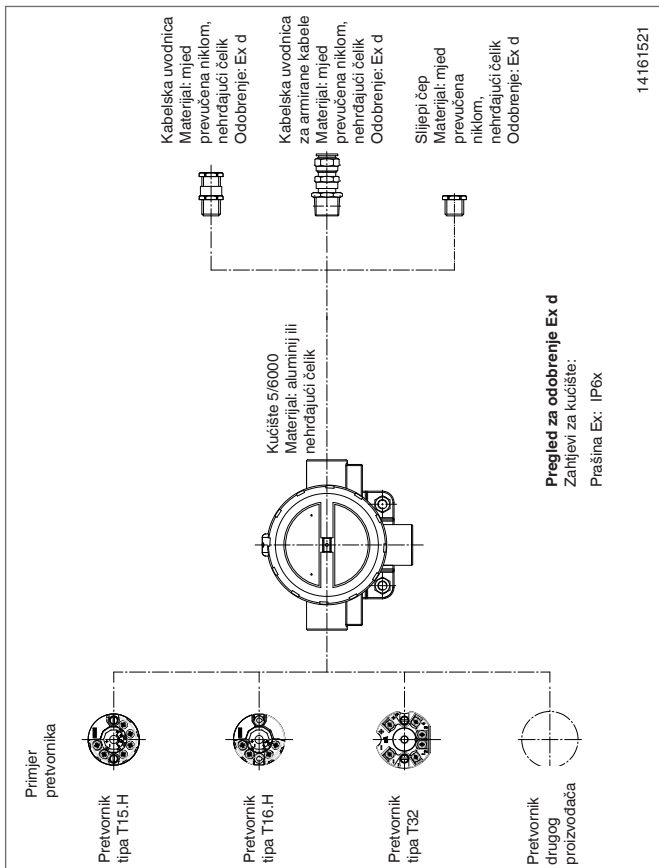 Primjer
pretvornika
Pretvornik
tipa T15.H
Pretvornik
tipa T16.H
Pretvornik
tipa T32
Pretvornik
drugog
proizvođača
Kućište 5/6000
Materijal: aluminij ili
nehrđajući čelik
Kabelska uvodnica
Materijal: mjed
prevučena niklom,
nehrđajući čelik
Odobrenje: Ex d
Kabelska uvodnica
za armirane kabele
Materijal: mjed
prevučena niklom,
nehrđajući čelik
Odobrenje: Ex d
Slijepi čep
Materijal: mjed
prevučena
niklom,
nehrđajući čelik
Odobrenje: Ex d
Pregled za odobrenje Ex d
Zahtjevi za kućište:
Prašina Ex: IP6x
14161521